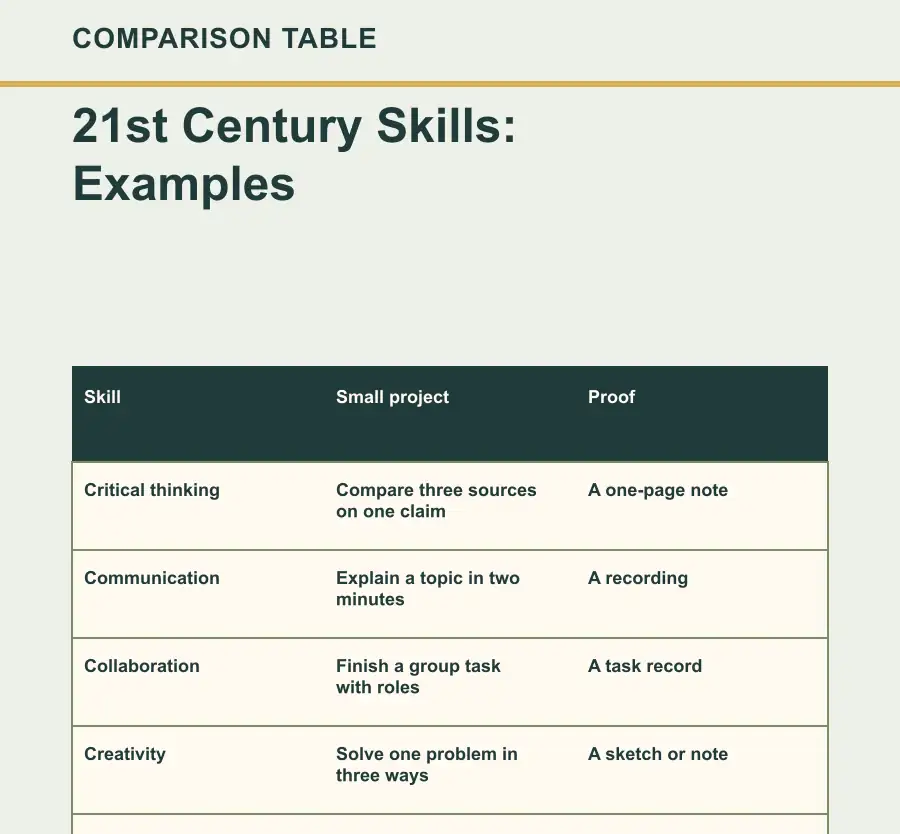 COMPARISON TABLE
21st Century Skills:
Examples
Skill
Small project
Proof
Critical thinking
Compare three sources
on one claim
A one-page note
Communication
Explain a topic in two
minutes
A recording
Collaboration
Finish a group task
with roles
A task record
Creativity
Solve one problem in
three ways
A sketch or note